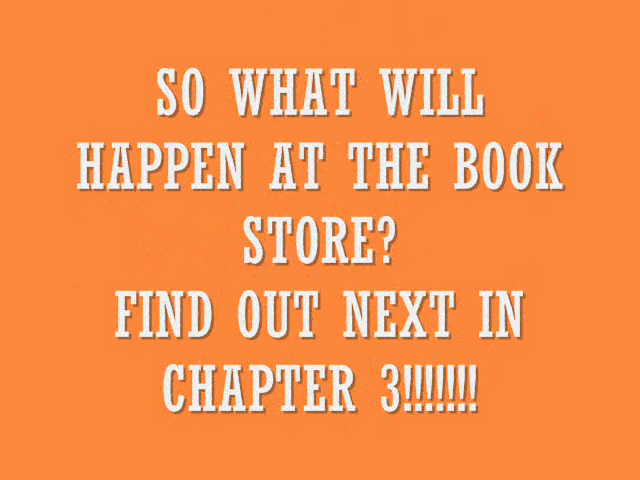 SO WHAT WILL
HAPPEN AT THE BOOK
STORE?
FIND OUT NEXT IN
CHAPTER 3!!!!!!!